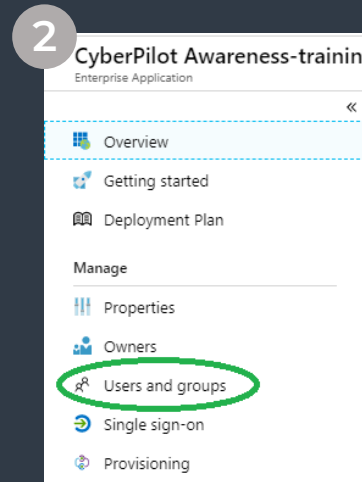 2
CyberPilot Awareness-trainin
Enterprise Application
«
Overview
Getting started
Deployment Plan
Manage
Properties
Owners
Users and groups
Single sign-on
Provisioning